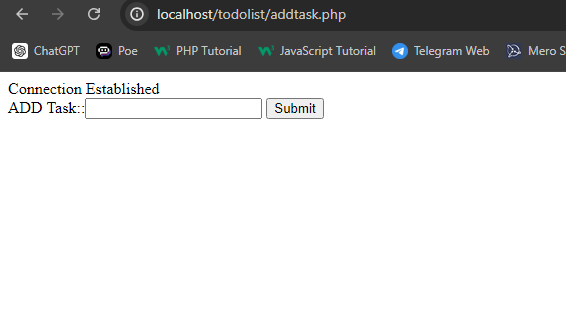 localhost/todolist/addtask.php
ChatGPT Poe PHP Tutorial JavaScript Tutorial Telegram Web Mero S
Connection Established
ADD Task:: Submit